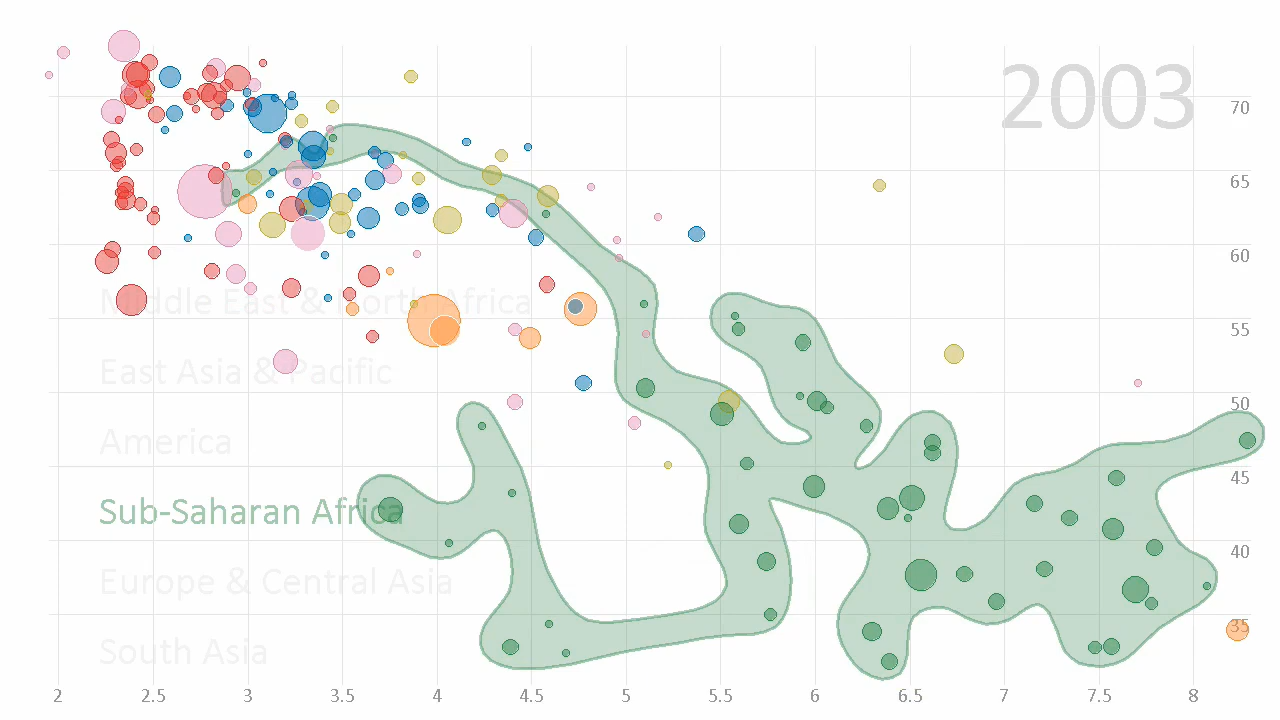 2003
70
65
60
Middle East & North Africa
55
East Asia & Pacific
50
America
45
Sub-Saharan Africa
40
Europe & Central Asia
35
South Asia
2 2.5 3 3.5 4 4.5 5 5.5 6 6.5 7 7.5 8